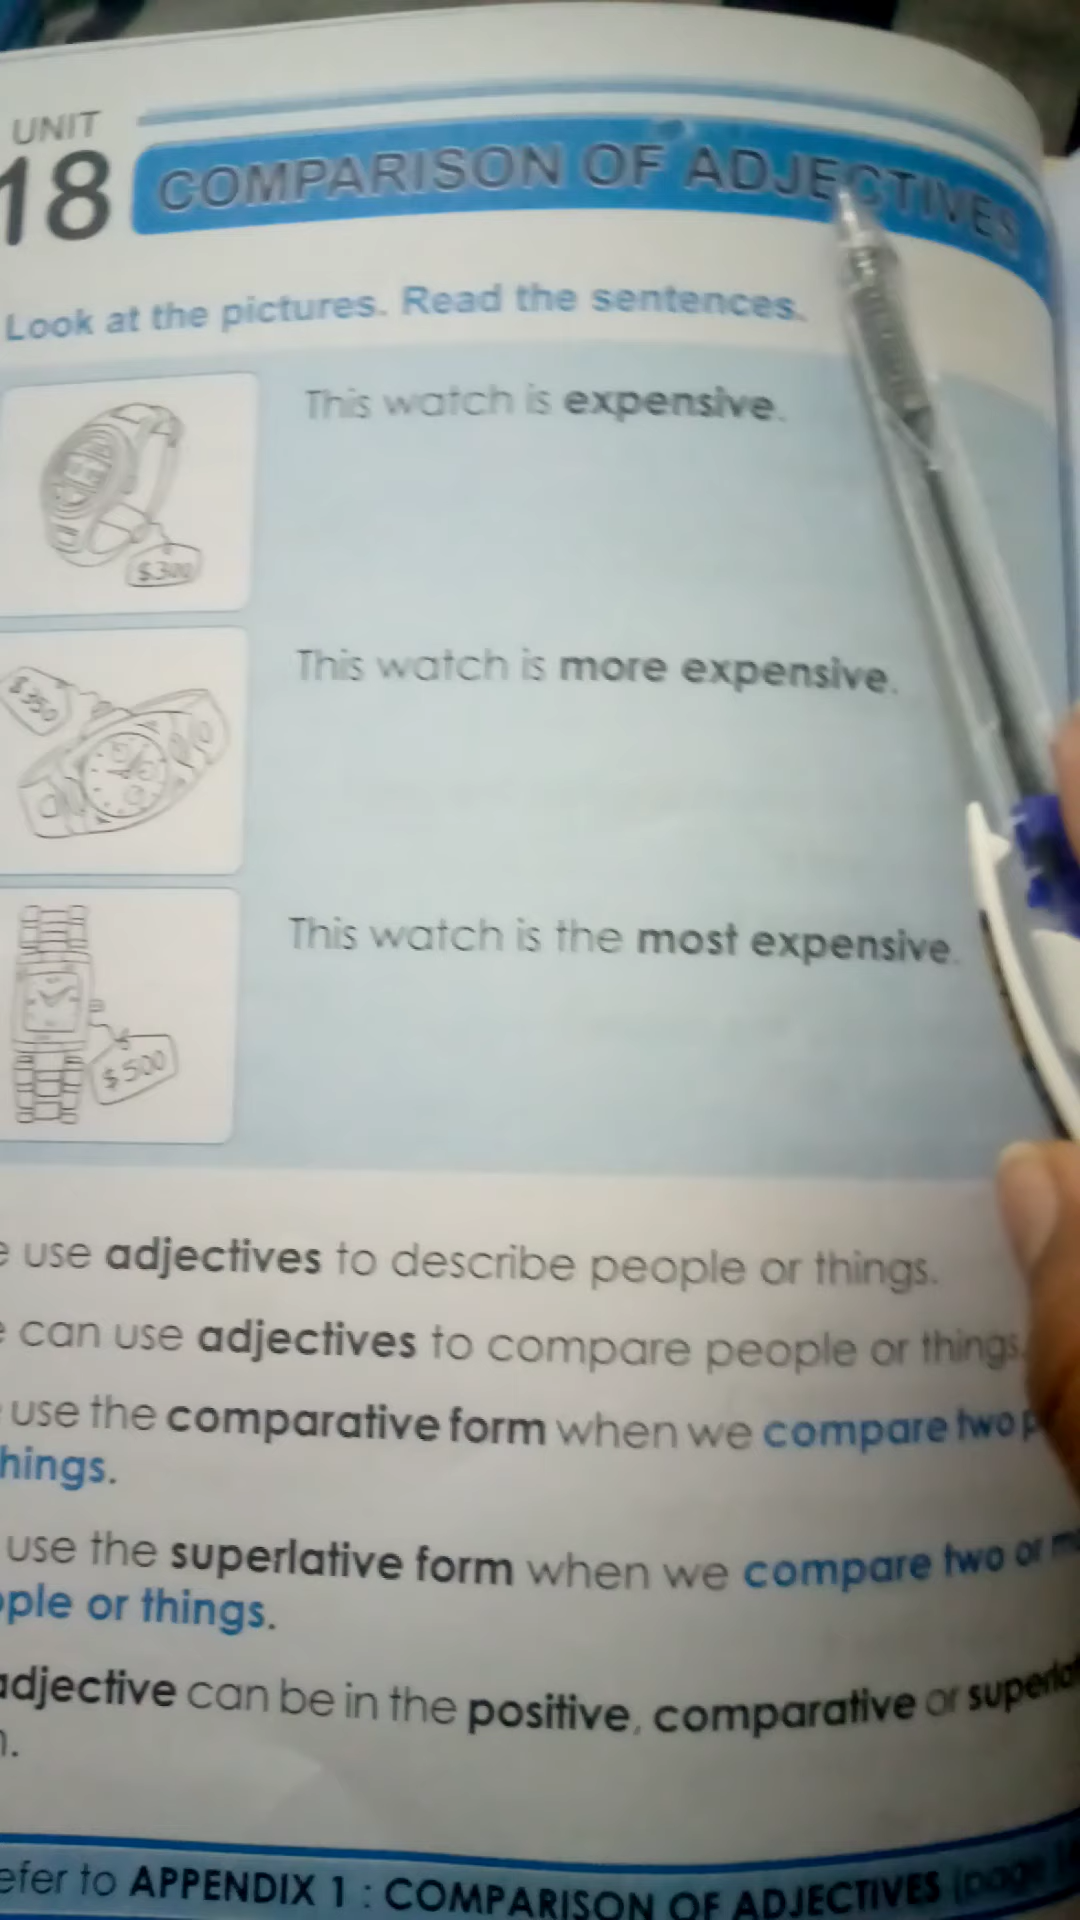 UNIT
18 COMPARISON OF ADJECTIVES
Look at the pictures. Read the sentences.
This watch is expensive.
$300
This watch is more expensive.
$350
This watch is the most expensive.
$500
e use adjectives to describe people or things.
e can use adjectives to compare people or things.
use the comparative form when we compare two p
hings.
use the superlative form when we compare two or mo
ple or things.
adjective can be in the positive, comparative or superlat
.
efer to APPENDIX 1 : COMPARISON OF ADJECTIVES (page